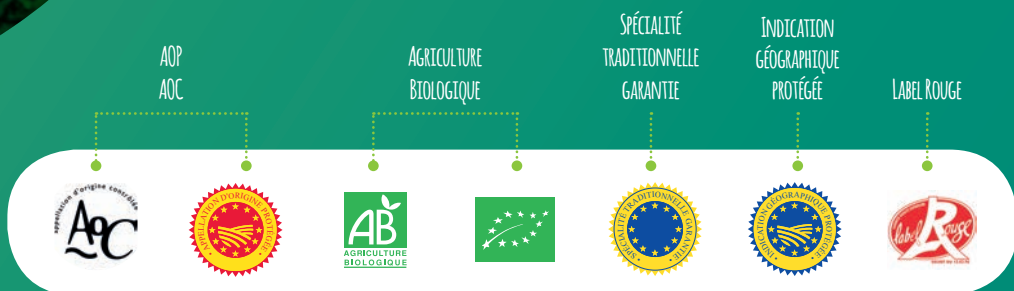 AOP
AOC
AGRICULTURE
BIOLOGIQUE
SPÉCIALITÉ
TRADITIONNELLE
GARANTIE
INDICATION
GÉOGRAPHIQUE
PROTÉGÉE
LABEL ROUGE
appellation d'origine contrôlée
AOC
APPELLATION D'ORIGINE PROTÉGÉE
AB
AGRICULTURE
BIOLOGIQUE
SPÉCIALITÉ TRADITIONNELLE GARANTIE
INDICATION GÉOGRAPHIQUE PROTÉGÉE
label Rouge